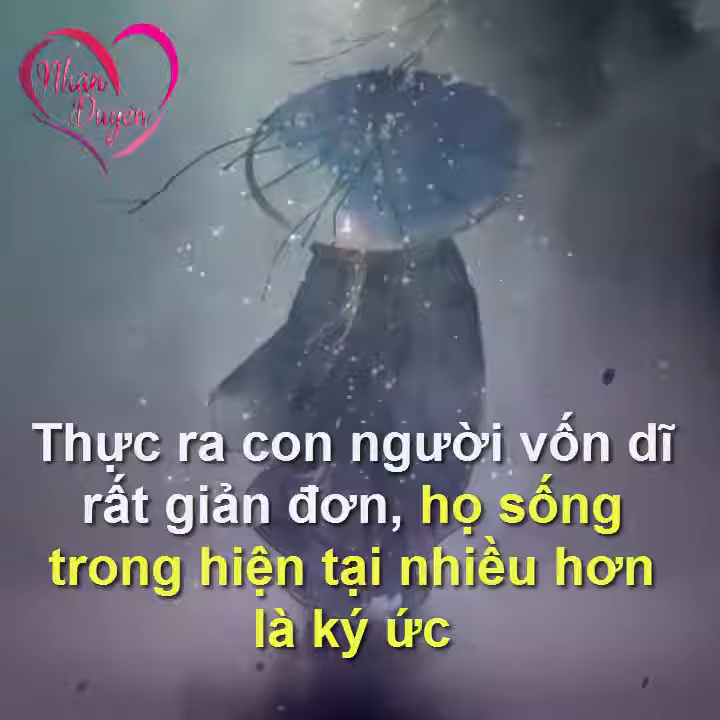 Nhân
Duyên
Thực ra con người vốn dĩ
rất giản đơn, họ sống
trong hiện tại nhiều hơn
là ký ức